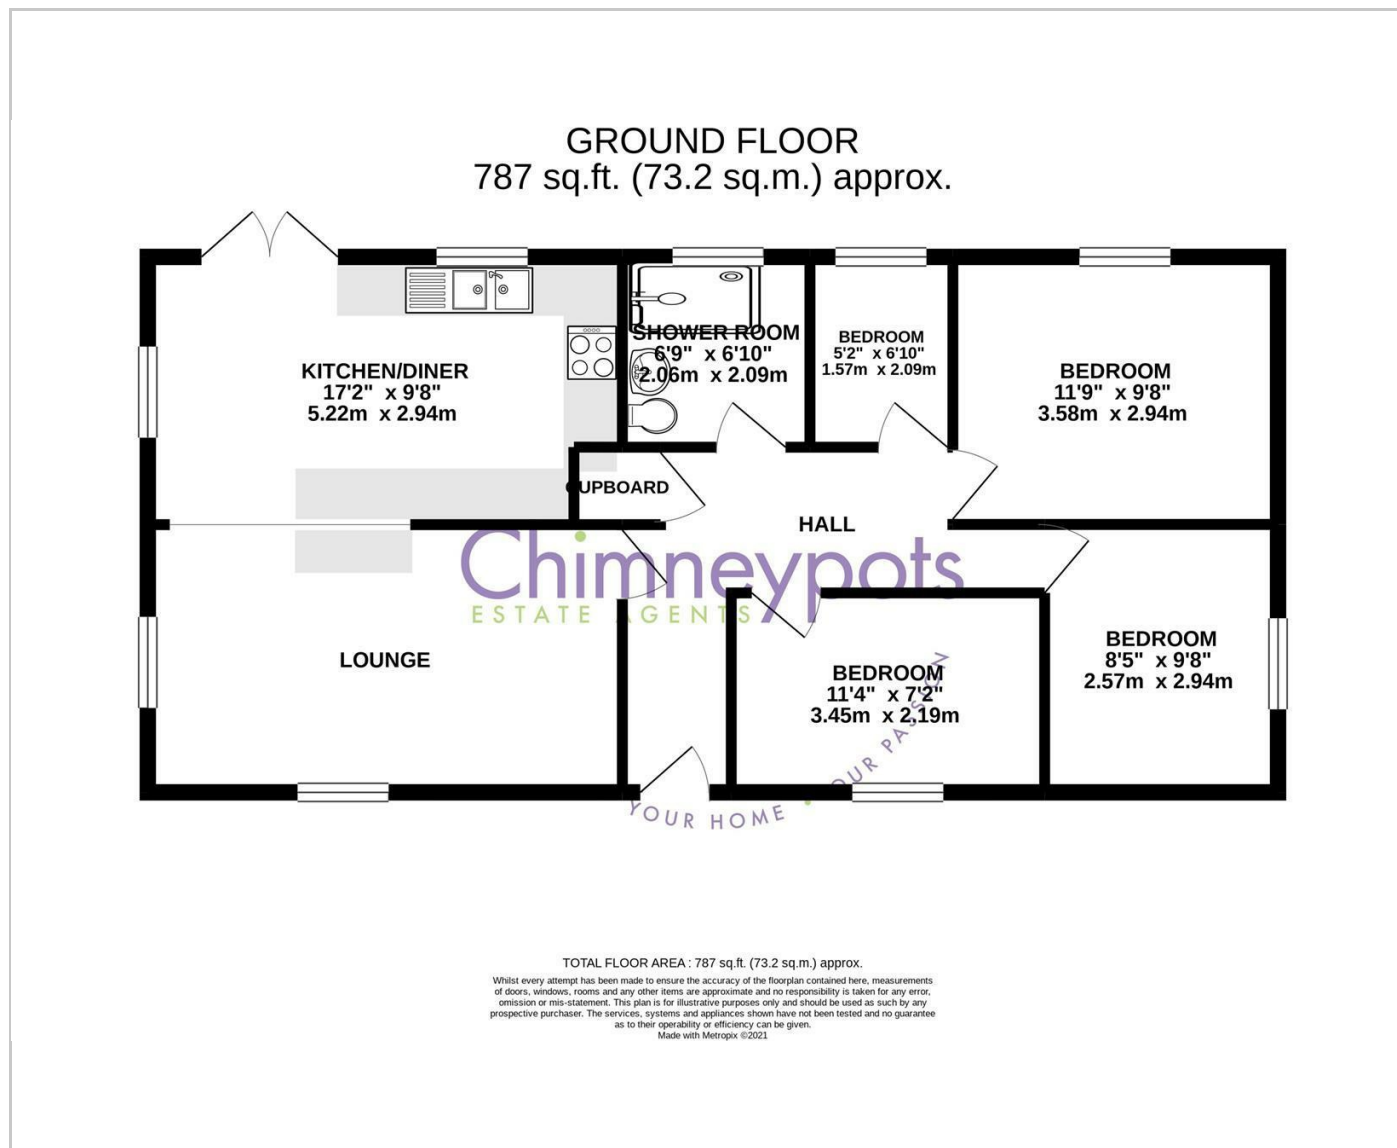 GROUND FLOOR
787 sq.ft. (73.2 sq.m.) approx.
KITCHEN/DINER
17'2" x 9'8"
5.22m x 2.94m
SHOWER ROOM
6'9" x 6'10"
2.06m x 2.09m
BEDROOM
5'2" x 6'10"
1.57m x 2.09m
BEDROOM
11'9" x 9'8"
3.58m x 2.94m
CUPBOARD
HALL
Chimneypots
ESTATE AGENTS
LOUNGE
BEDROOM
11'4" x 7'2"
3.45m x 2.19m
BEDROOM
8'5" x 9'8"
2.57m x 2.94m
YOUR HOME • OUR PASSION
TOTAL FLOOR AREA : 787 sq.ft. (73.2 sq.m.) approx.
Whilst every attempt has been made to ensure the accuracy of the floorplan contained here, measurements
of doors, windows, rooms and any other items are approximate and no responsibility is taken for any error,
omission or mis-statement. This plan is for illustrative purposes only and should be used as such by any
prospective purchaser. The services, systems and appliances shown have not been tested and no guarantee
as to their operability or efficiency can be given.
Made with Metropix ©2021